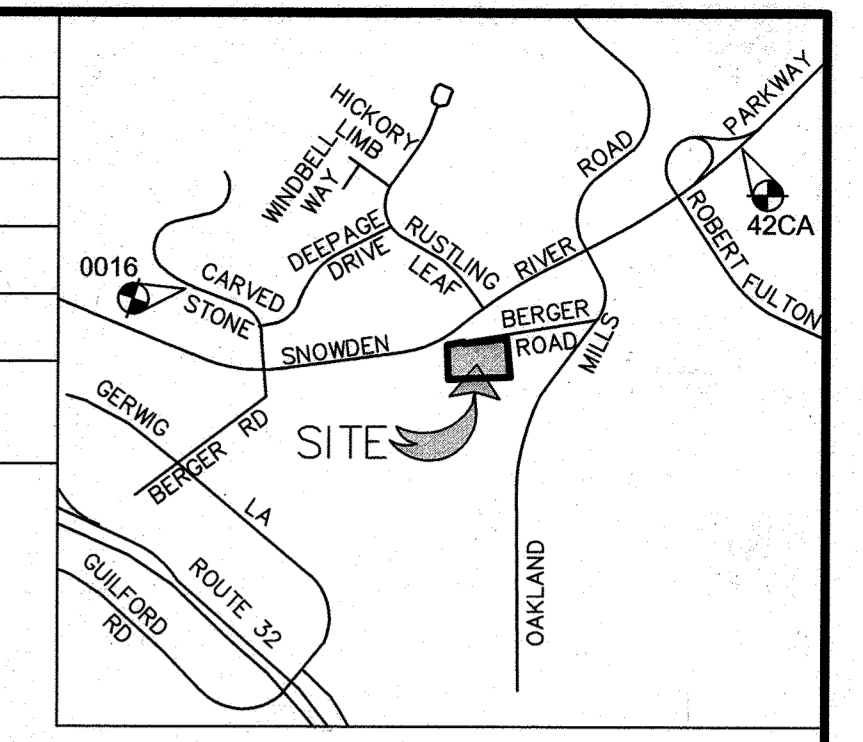 HICKORY
LIMB
WINDBELL
WAY
ROAD
PARKWAY
42CA
ROBERT FULTON
DEEPAGE
DRIVE
RUSTLING
LEAF
RIVER
0016
CARVED
STONE
BERGER
ROAD
MILLS
SNOWDEN
SITE
GERWIG
BERGER RD
LA
GUILFORD
RD
ROUTE 32
OAKLAND